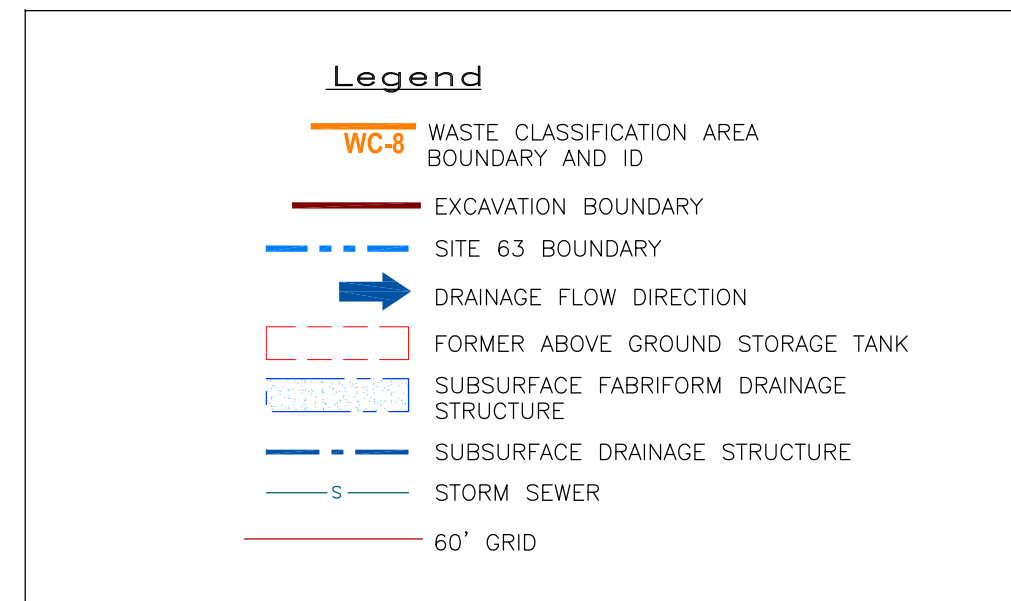 Legend
WC-8
WASTE CLASSIFICATION AREA
BOUNDARY AND ID
EXCAVATION BOUNDARY
SITE 63 BOUNDARY
DRAINAGE FLOW DIRECTION
FORMER ABOVE GROUND STORAGE TANK
SUBSURFACE FABRIFORM DRAINAGE
STRUCTURE
SUBSURFACE DRAINAGE STRUCTURE
S
STORM SEWER
60' GRID